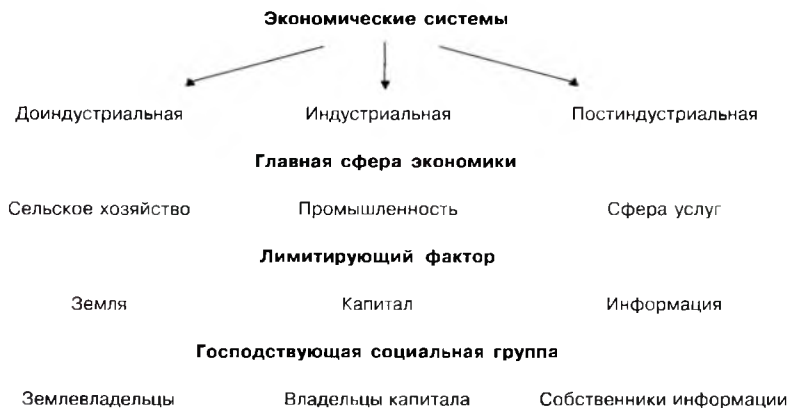 Экономические системы
Доиндустриальная Индустриальная Постиндустриальная
Главная сфера экономики
Сельское хозяйство Промышленность Сфера услуг
Лимитирующий фактор
Земля Капитал Информация
Господствующая социальная группа
Землевладельцы Владельцы капитала Собственники информации